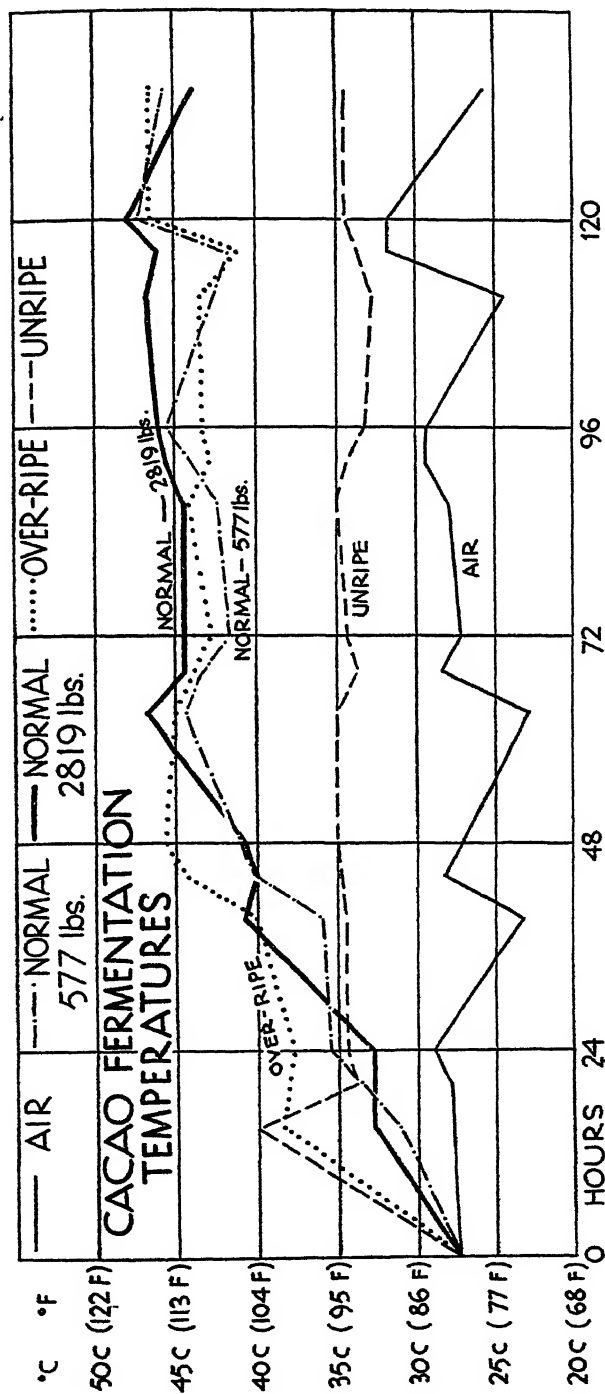 °C °F
—— AIR —·— NORMAL 577 lbs. —— NORMAL 2819 lbs. ······ OVER-RIPE --- UNRIPE
CACAO FERMENTATION
TEMPERATURES
50C (122 F)
45C (113 F)
40C (104 F)
35C (95 F)
30C (86 F)
25C (77 F)
20C (68 F)
OVER-RIPE
NORMAL — 2819 lbs.
NORMAL — 577 lbs.
UNRIPE
AIR
0 HOURS 24 48 72 96 120